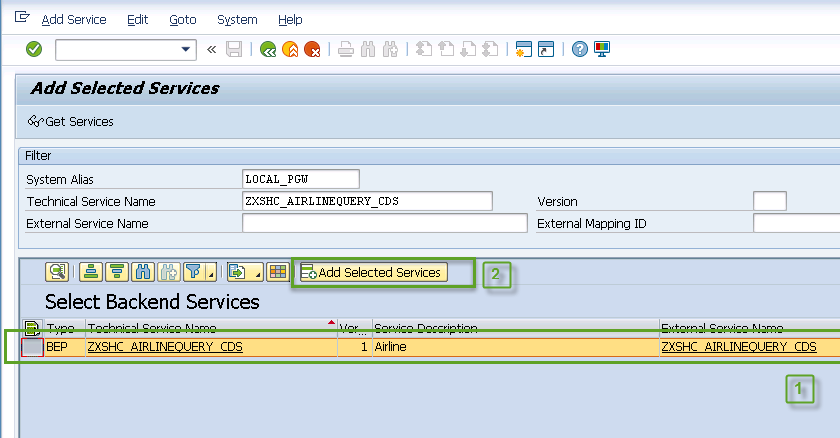 Add Service Edit Goto System Help
Add Selected Services
Get Services
Filter
System Alias LOCAL_PGW
Technical Service Name ZXSHC_AIRLINEQUERY_CDS Version
External Service Name External Mapping ID
Add Selected Services 2
Select Backend Services
Type Technical Service Name Ver... Service Description External Service Name
BEP ZXSHC_AIRLINEQUERY_CDS 1 Airline ZXSHC_AIRLINEQUERY_CDS
1